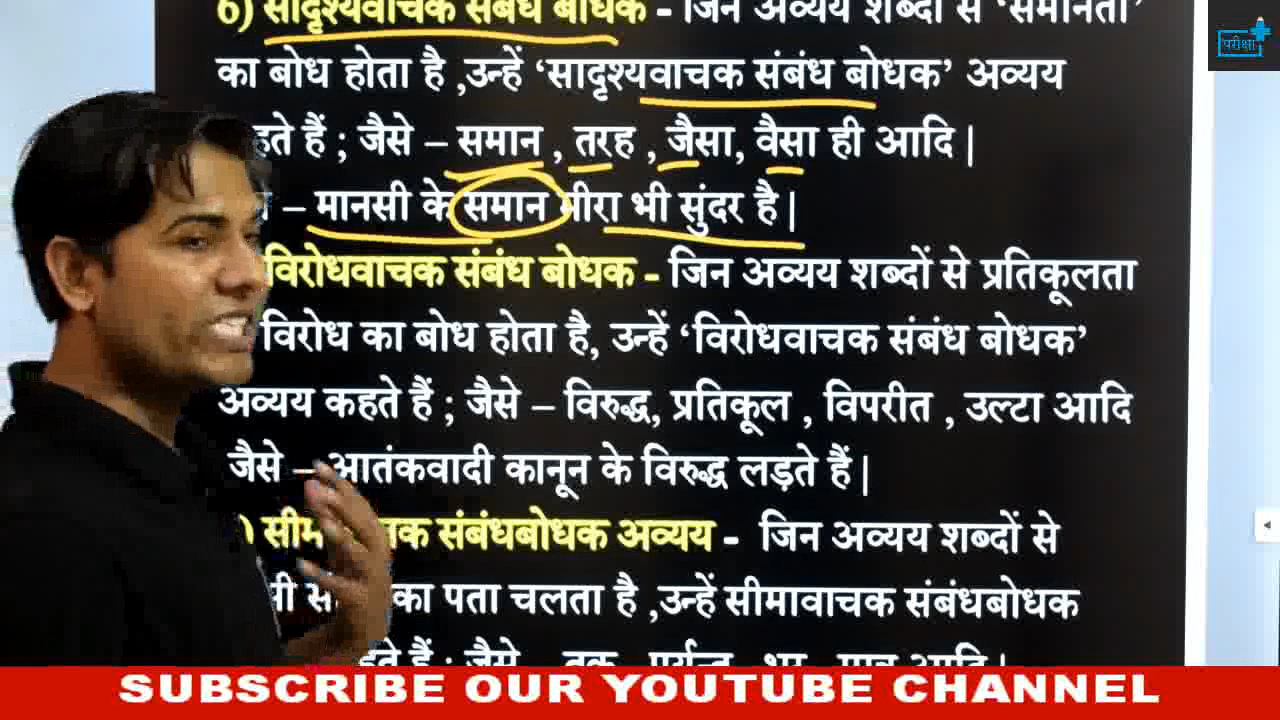 6) सादृश्यवाचक संबंध बोधक - जिन अव्यय शब्दों से ‘समानता’
का बोध होता है ,उन्हें ‘सादृश्यवाचक संबंध बोधक’ अव्यय
हते हैं ; जैसे – समान , तरह , जैसा, वैसा ही आदि |
– मानसी के समान मीरा भी सुंदर है |
विरोधवाचक संबंध बोधक - जिन अव्यय शब्दों से प्रतिकूलता
विरोध का बोध होता है, उन्हें ‘विरोधवाचक संबंध बोधक’
अव्यय कहते हैं ; जैसे – विरुद्ध, प्रतिकूल , विपरीत , उल्टा आदि
जैसे – आतंकवादी कानून के विरुद्ध लड़ते हैं |
) संबंधबोधक अव्यय - जिन अव्यय शब्दों से
का पता चलता है ,उन्हें सीमावाचक संबंधबोधक
हते हैं ; जैसे तक
परीक्षा
SUBSCRIBE OUR YOUTUBE CHANNEL